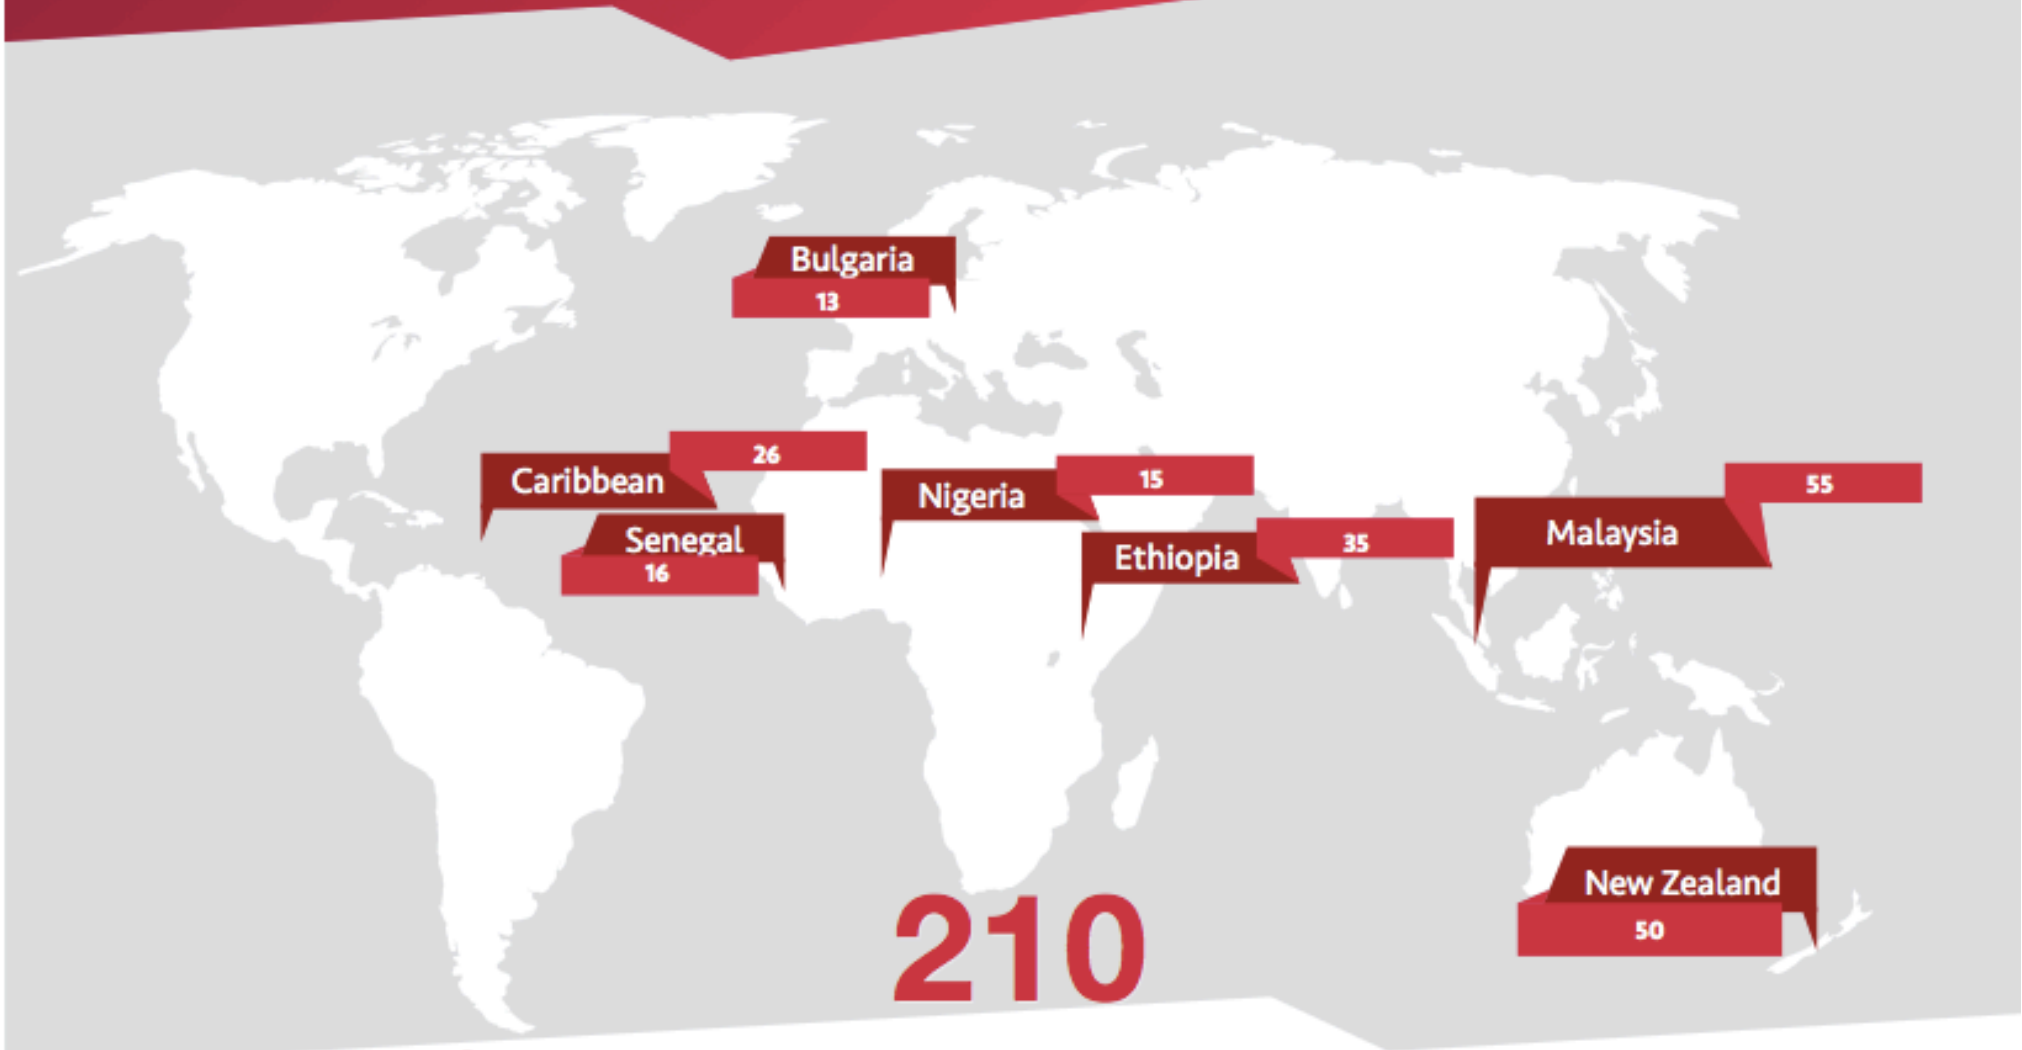 Bulgaria
13
26
Caribbean
15
Nigeria
55
Malaysia
Senegal
16
35
Ethiopia
New Zealand
50
210